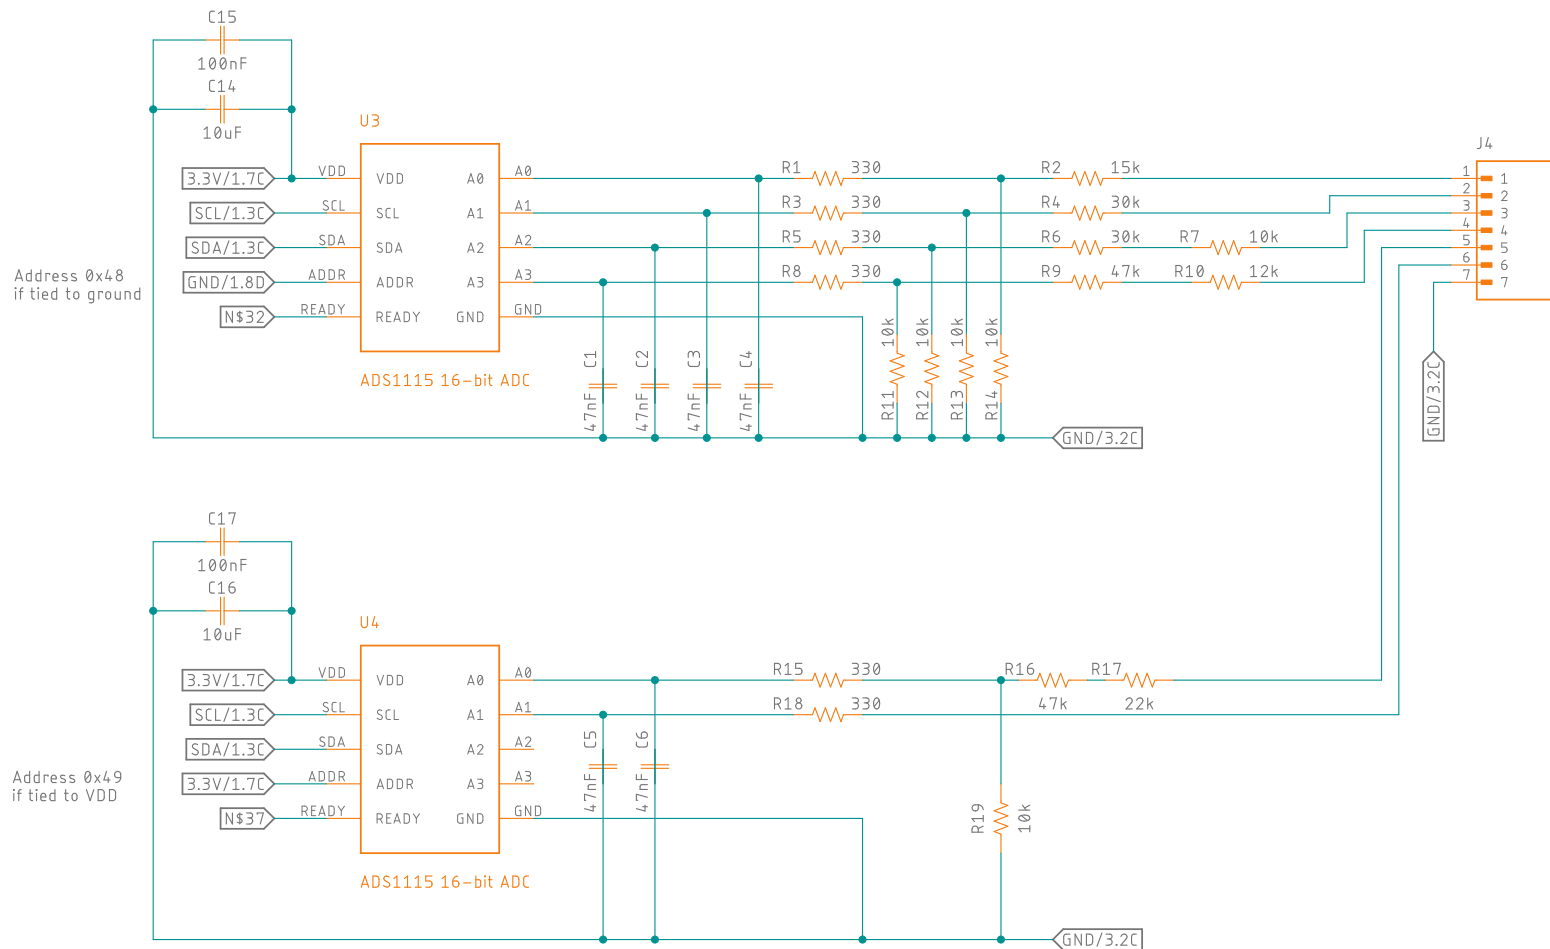 C15
100nF
C14
10uF
U3
J4
3.3V/1.7C
VDD
VDD
A0
A0
R1
330
R2
15k
1
1
SCL/1.3C
SCL
SCL
A1
A1
R3
330
R4
30k
2
2
SDA/1.3C
SDA
SDA
A2
A2
R5
330
R6
30k
R7
10k
3
3
Address 0x48
if tied to ground
GND/1.8D
ADDR
ADDR
A3
A3
R8
330
R9
47k
R10
12k
4
4
5
5
6
6
7
7
N$32
READY
READY
GND
GND
ADS1115 16-bit ADC
C1
47nF
C2
47nF
C3
47nF
C4
47nF
10k
R11
10k
R12
10k
R13
10k
R14
GND/3.2C
GND/3.2C
C17
100nF
C16
10uF
U4
3.3V/1.7C
VDD
VDD
A0
A0
R15
330
R16
47k
R17
22k
SCL/1.3C
SCL
SCL
A1
A1
R18
330
SDA/1.3C
SDA
SDA
A2
A2
Address 0x49
if tied to VDD
3.3V/1.7C
ADDR
ADDR
A3
A3
N$37
READY
READY
GND
GND
C5
47nF
C6
47nF
R19
10k
ADS1115 16-bit ADC
GND/3.2C